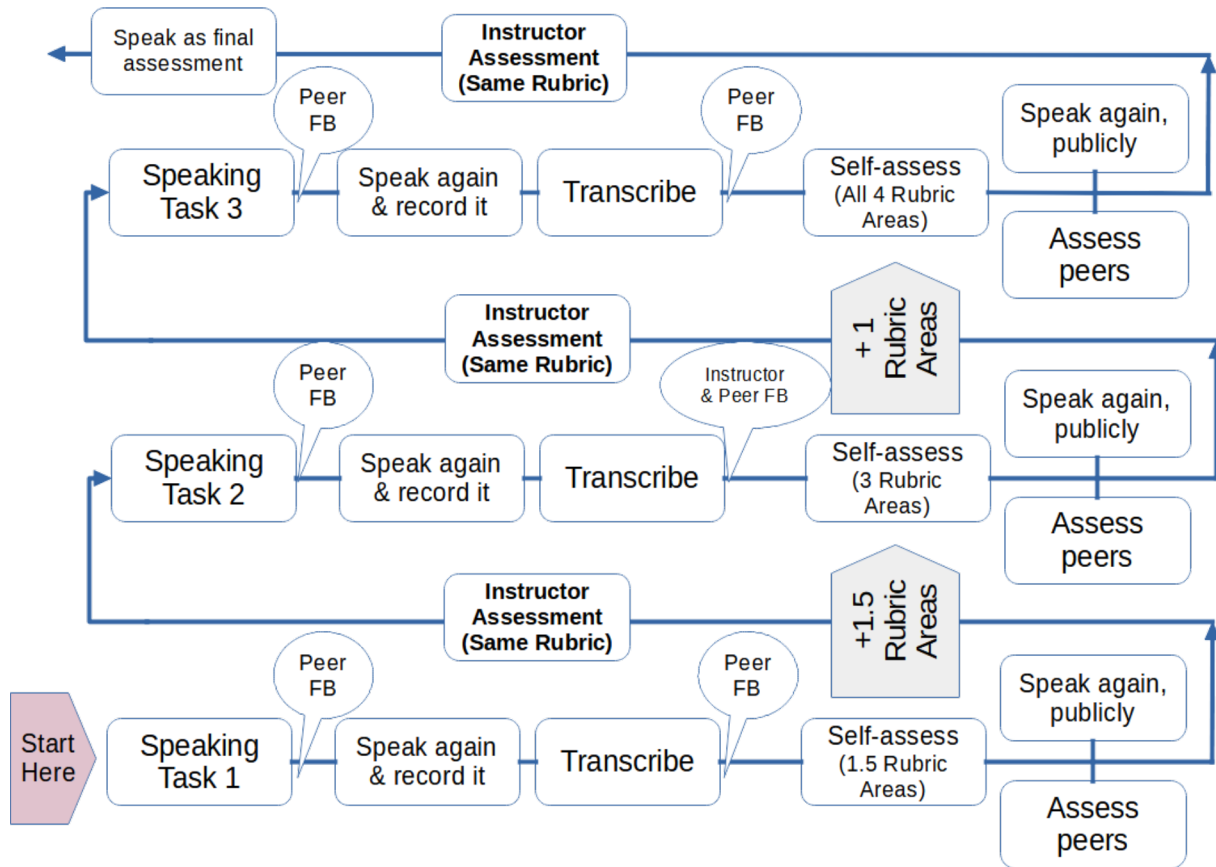 Speak as final
assessment
Instructor
Assessment
(Same Rubric)
Peer
FB
Peer
FB
Speak again,
publicly
Speaking
Task 3
Speak again
& record it
Transcribe
Self-assess
(All 4 Rubric
Areas)
Assess
peers
Instructor
Assessment
(Same Rubric)
+ 1
Rubric
Areas
Peer
FB
Instructor
& Peer FB
Speak again,
publicly
Speaking
Task 2
Speak again
& record it
Transcribe
Self-assess
(3 Rubric
Areas)
Assess
peers
Instructor
Assessment
(Same Rubric)
+1.5
Rubric
Areas
Peer
FB
Peer
FB
Speak again,
publicly
Start
Here
Speaking
Task 1
Speak again
& record it
Transcribe
Self-assess
(1.5 Rubric
Areas)
Assess
peers